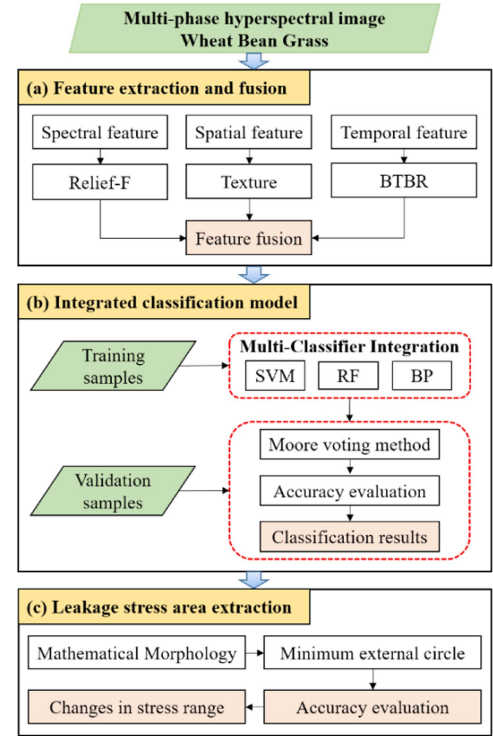 Multi-phase hyperspectral image
Wheat Bean Grass
(a) Feature extraction and fusion
Spectral feature
Spatial feature
Temporal feature
Relief-F
Texture
BTBR
Feature fusion
(b) Integrated classification model
Training
samples
Multi-Classifier Integration
SVM
RF
BP
Moore voting method
Validation
samples
Accuracy evaluation
Classification results
(c) Leakage stress area extraction
Mathematical Morphology
Minimum external circle
Changes in stress range
Accuracy evaluation